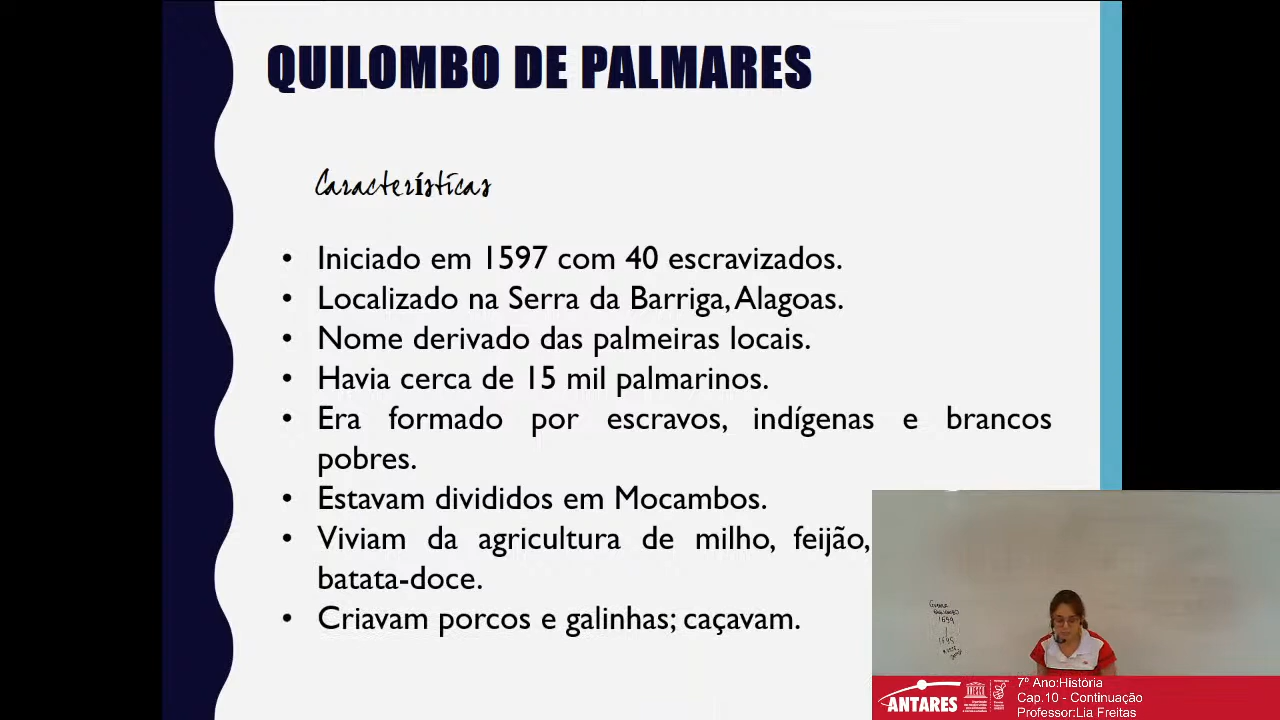 QUILOMBO DE PALMARES
Características
• Iniciado em 1597 com 40 escravizados.
• Localizado na Serra da Barriga, Alagoas.
• Nome derivado das palmeiras locais.
• Havia cerca de 15 mil palmarinos.
• Era formado por escravos, indígenas e brancos
pobres.
• Estavam divididos em Mocambos.
• Viviam da agricultura de milho, feijão,
batata-doce.
• Criavam porcos e galinhas; caçavam.
ANTARES
7º Ano:História
Cap.10 - Continuação
Professor:Lia Freitas